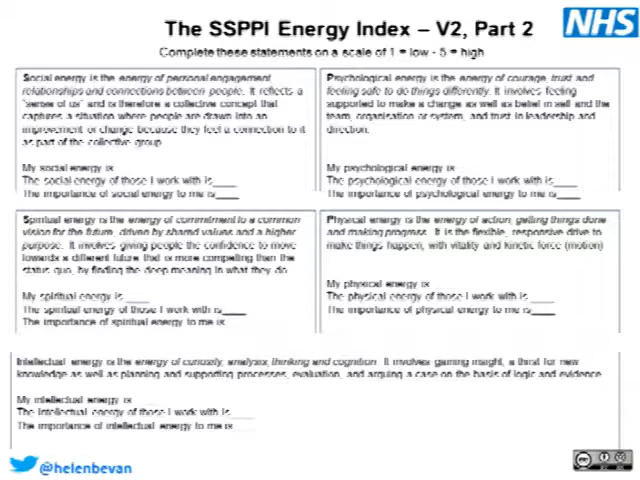 The SSPPI Energy Index – V2, Part 2
NHS
Complete these statements on a scale of 1 = low - 5 = high
Social energy is the energy of personal engagement,
relationships and connections between people. It reflects a
"sense of us" and is therefore a collective concept that
captures a situation where people are drawn into an
improvement or change because they feel a connection to it
as part of the collective group
My social energy is
The social energy of those I work with is____
The importance of social energy to me is____
Psychological energy is the energy of courage, trust and
feeling safe to do things differently. It involves feeling
supported to make a change as well as belief in self and the
team, organisation or system, and trust in leadership and
direction.
My psychological energy is
The psychological energy of those I work with is____
The importance of psychological energy to me is____
Spiritual energy is the energy of commitment to a common
vision for the future, driven by shared values and a higher
purpose. It involves giving people the confidence to move
towards a different future that is more compelling than the
status quo, by finding the deep meaning in what they do
My spiritual energy is ____
The spiritual energy of those I work with is____
The importance of spiritual energy to me is
Physical energy is the energy of action, getting things done
and making progress. It is the flexible, responsive drive to
make things happen, with vitality and kinetic force (motion)
My physical energy is
The physical energy of those I work with is ____
The importance of physical energy to me is____
Intellectual energy is the energy of curiosity, analysis, thinking and cognition. It involves gaining insight, a thirst for new
knowledge as well as planning and supporting processes, evaluation, and arguing a case on the basis of logic and evidence
My intellectual energy is
The intellectual energy of those I work with is
The importance of intellectual energy to me is
@helenbevan